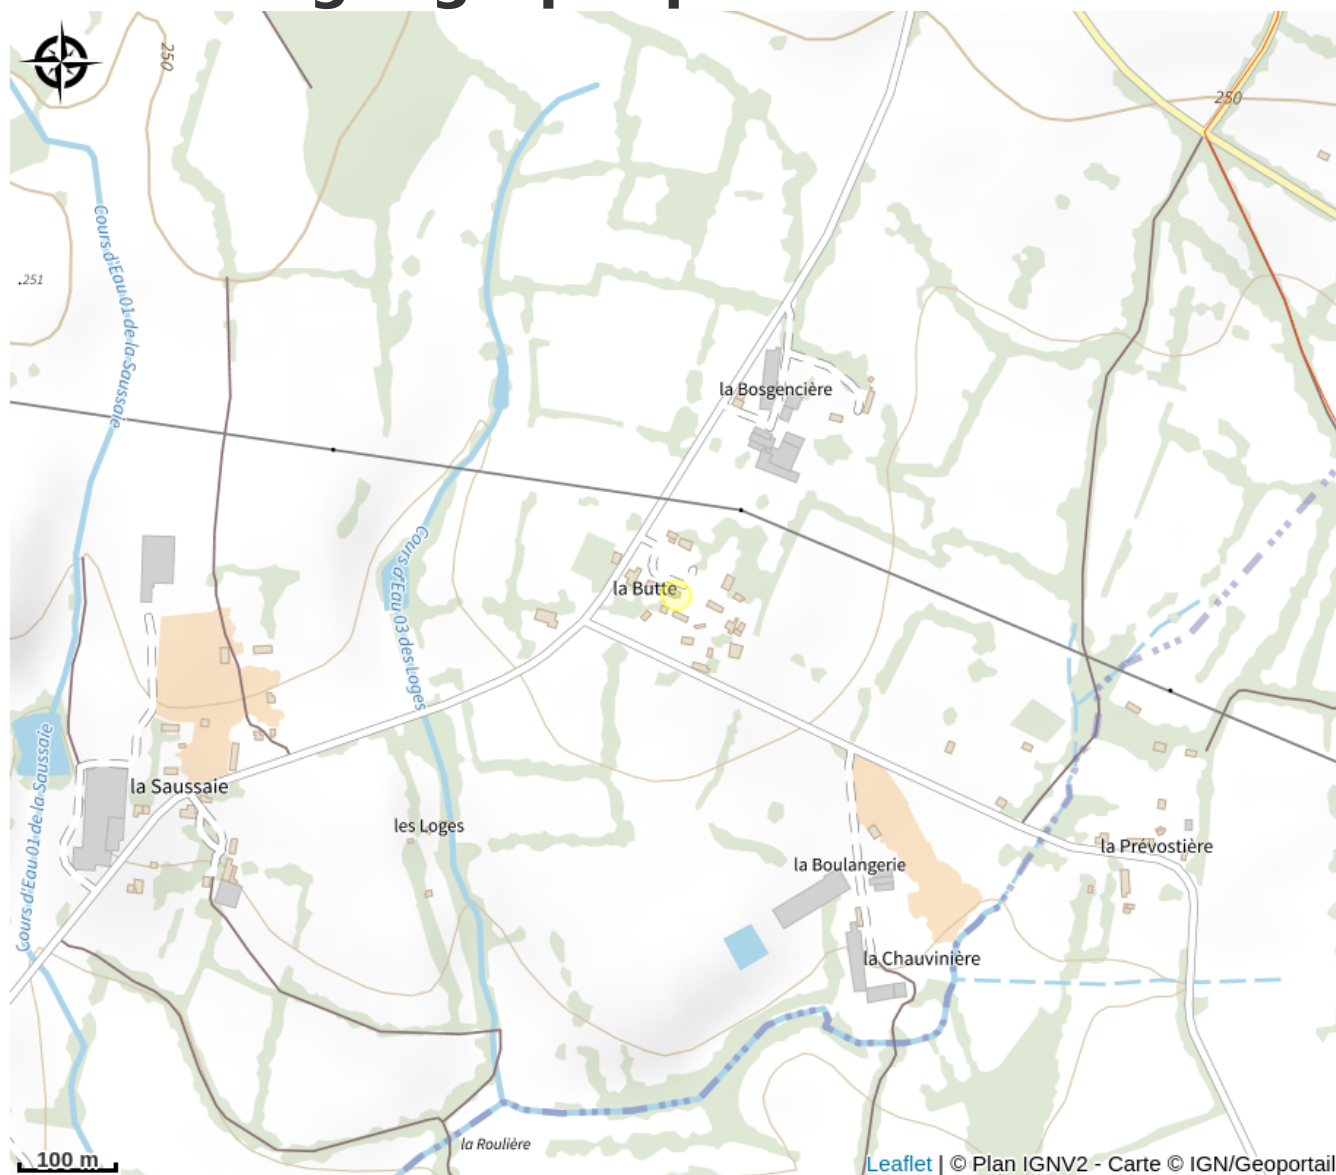 250
250
Cours d'Eau 01 de la Saussaie
.251
la Bosgencière
Cours d'Eau 03 des Loges
la Butte
la Saussaie
Cours d'Eau 01 de la Saussaie
les Loges
la Prévostière
la Boulangerie
la Chauvinière
la Roulière
100 m
Leaflet | © Plan IGNV2 - Carte © IGN/Geoportail